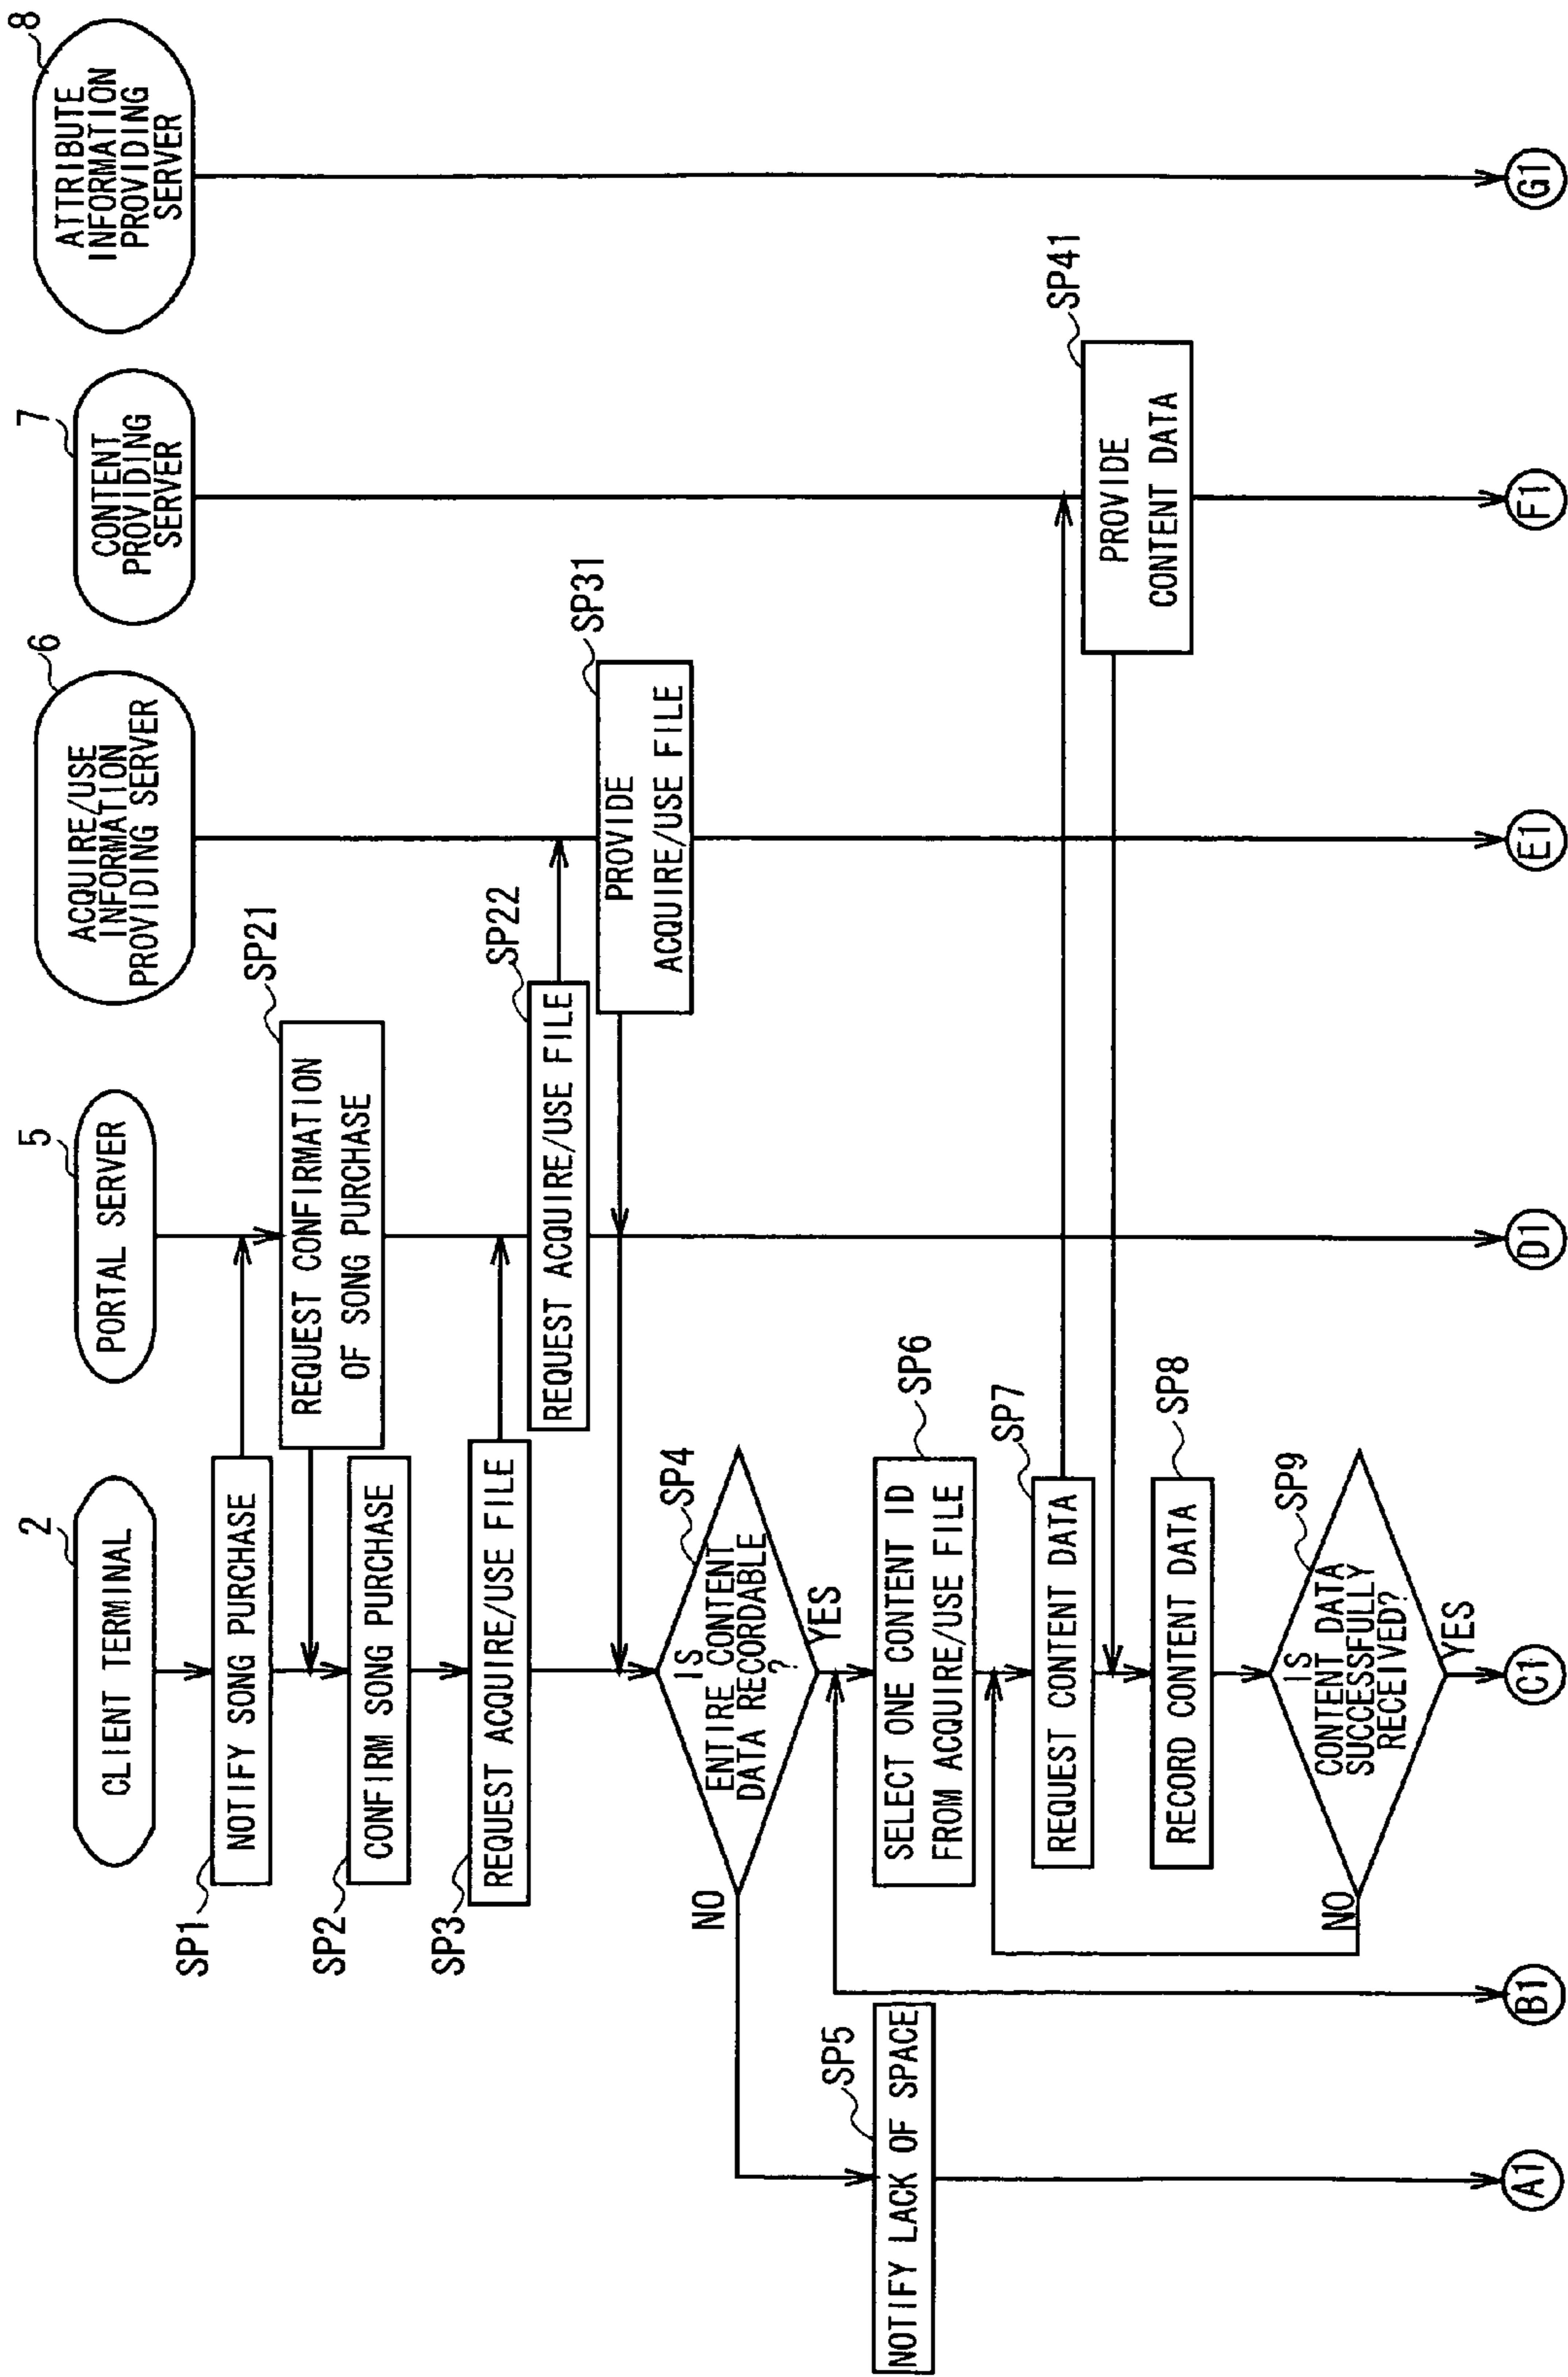 2
CLIENT TERMINAL
5
PORTAL SERVER
6
ACQUIRE/USE
INFORMATION
PROVIDING SERVER
7
CONTENT
PROVIDING
SERVER
8
ATTRIBUTE
INFORMATION
PROVIDING
SERVER
SP1
NOTIFY SONG PURCHASE
SP21
REQUEST CONFIRMATION
OF SONG PURCHASE
SP2
CONFIRM SONG PURCHASE
SP3
REQUEST ACQUIRE/USE FILE
SP22
REQUEST ACQUIRE/USE FILE
SP31
PROVIDE
ACQUIRE/USE FILE
SP4
IS
ENTIRE CONTENT
DATA RECORDABLE
?
NO
YES
SP5
NOTIFY LACK OF SPACE
SP6
SELECT ONE CONTENT ID
FROM ACQUIRE/USE FILE
SP7
REQUEST CONTENT DATA
SP41
PROVIDE
CONTENT DATA
SP8
RECORD CONTENT DATA
SP9
IS
CONTENT DATA
SUCCESSFULLY
RECEIVED?
NO
YES
A1
B1
C1
D1
E1
F1
G1